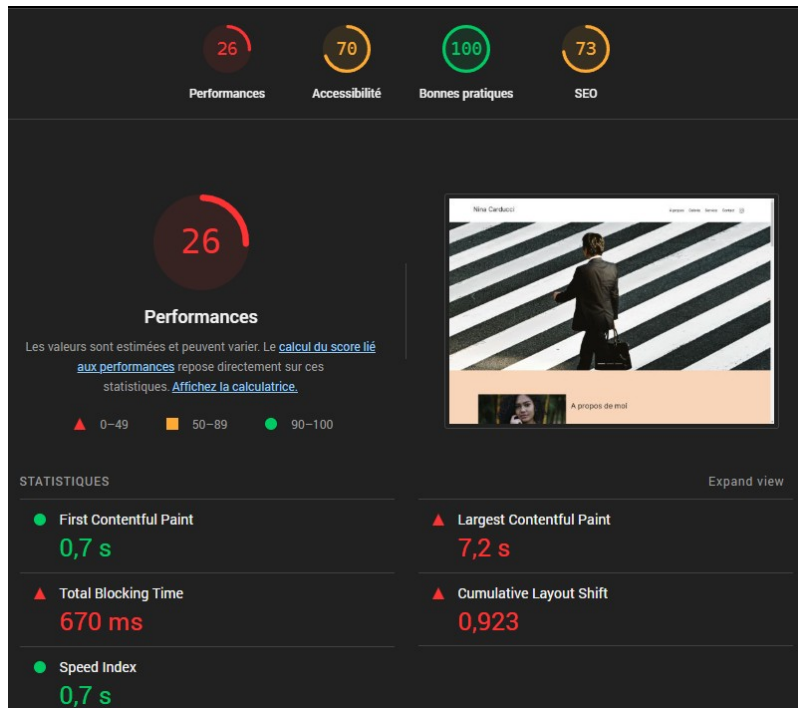 26
70
100
73
Performances
Accessibilité
Bonnes pratiques
SEO
26
Performances
Les valeurs sont estimées et peuvent varier. Le calcul du score lié
aux performances repose directement sur ces
statistiques. Affichez la calculatrice.
0–49
50–89
90–100
Nina Carducci
A propos de moi
STATISTIQUES
Expand view
First Contentful Paint
0,7 s
Largest Contentful Paint
7,2 s
Total Blocking Time
670 ms
Cumulative Layout Shift
0,923
Speed Index
0,7 s